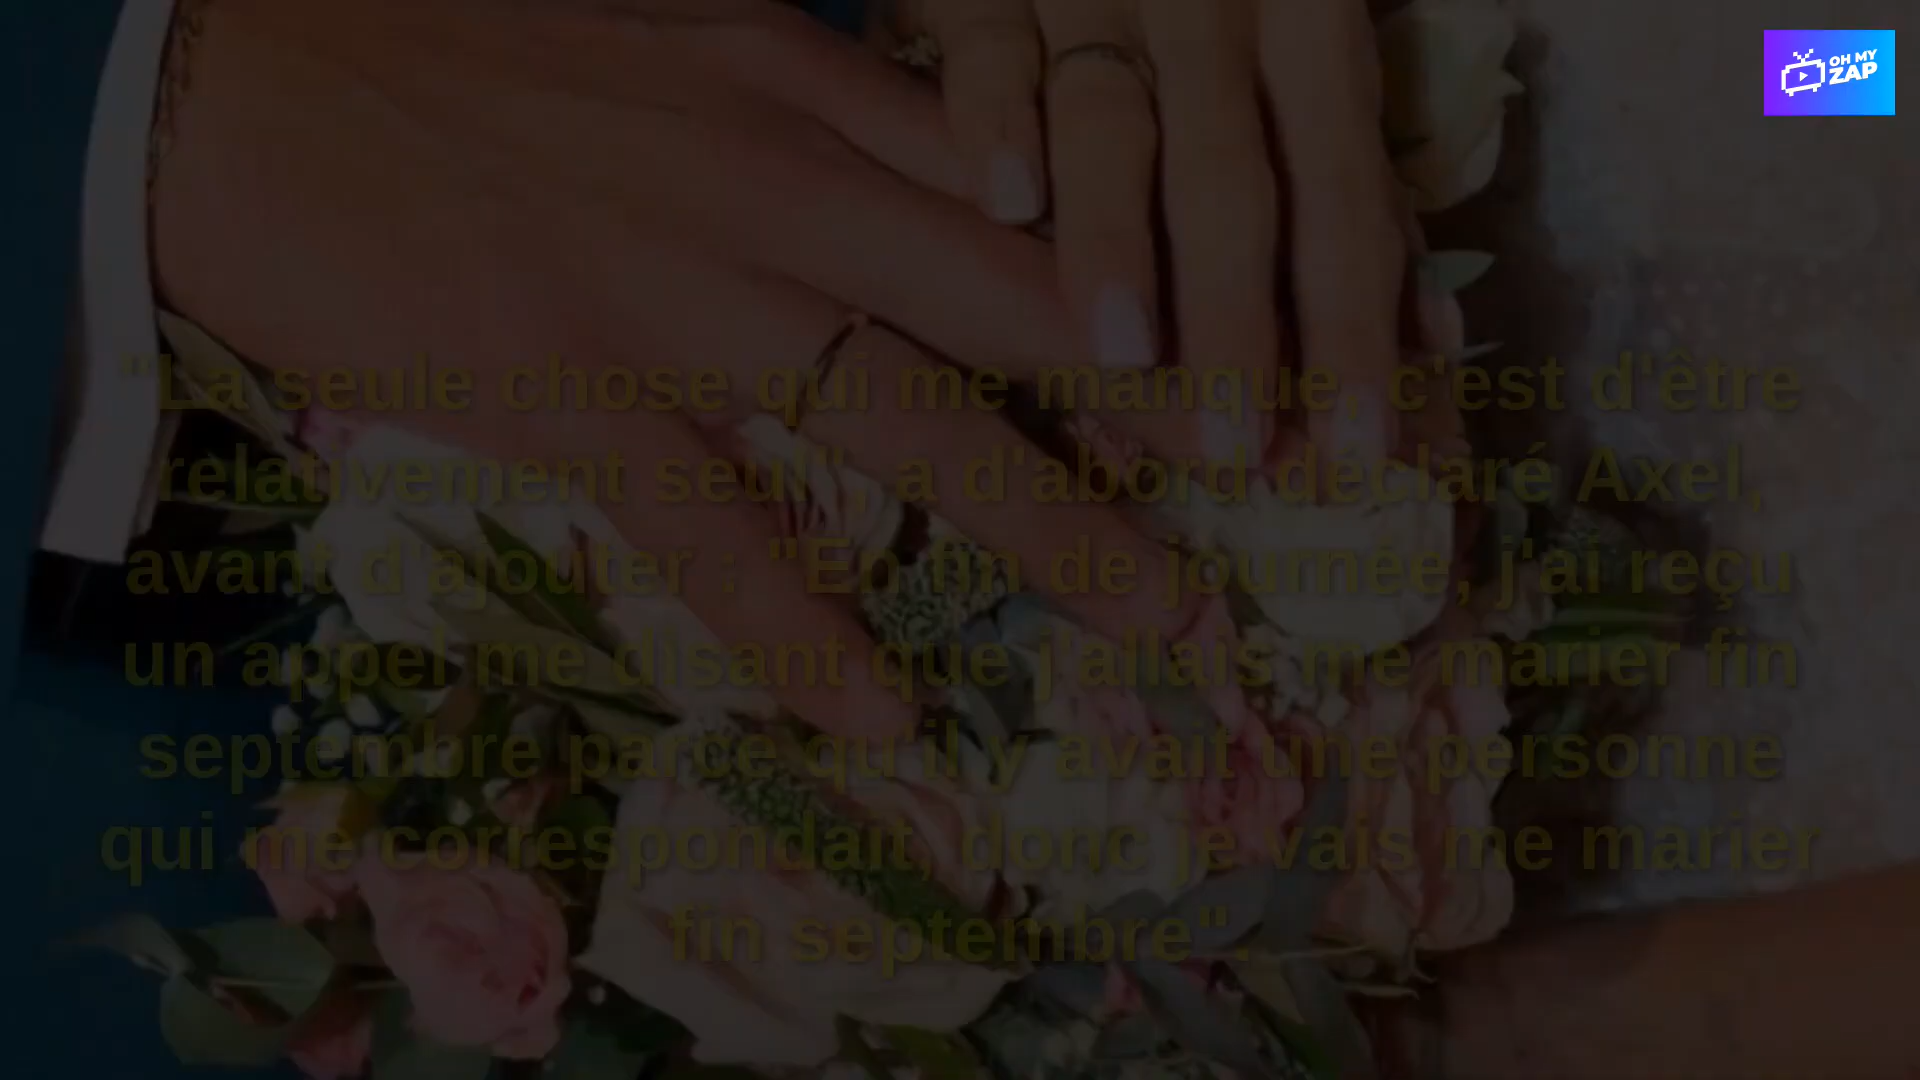 OH MY
ZAP
"La seule chose qui me manque, c'est d'être
relativement seul", a d'abord déclaré Axel,
avant d'ajouter : "En fin de journée, j'ai reçu
un appel me disant que j'allais me marier fin
septembre parce qu'il y avait une personne
qui me correspondait, donc je vais me marier
fin septembre".